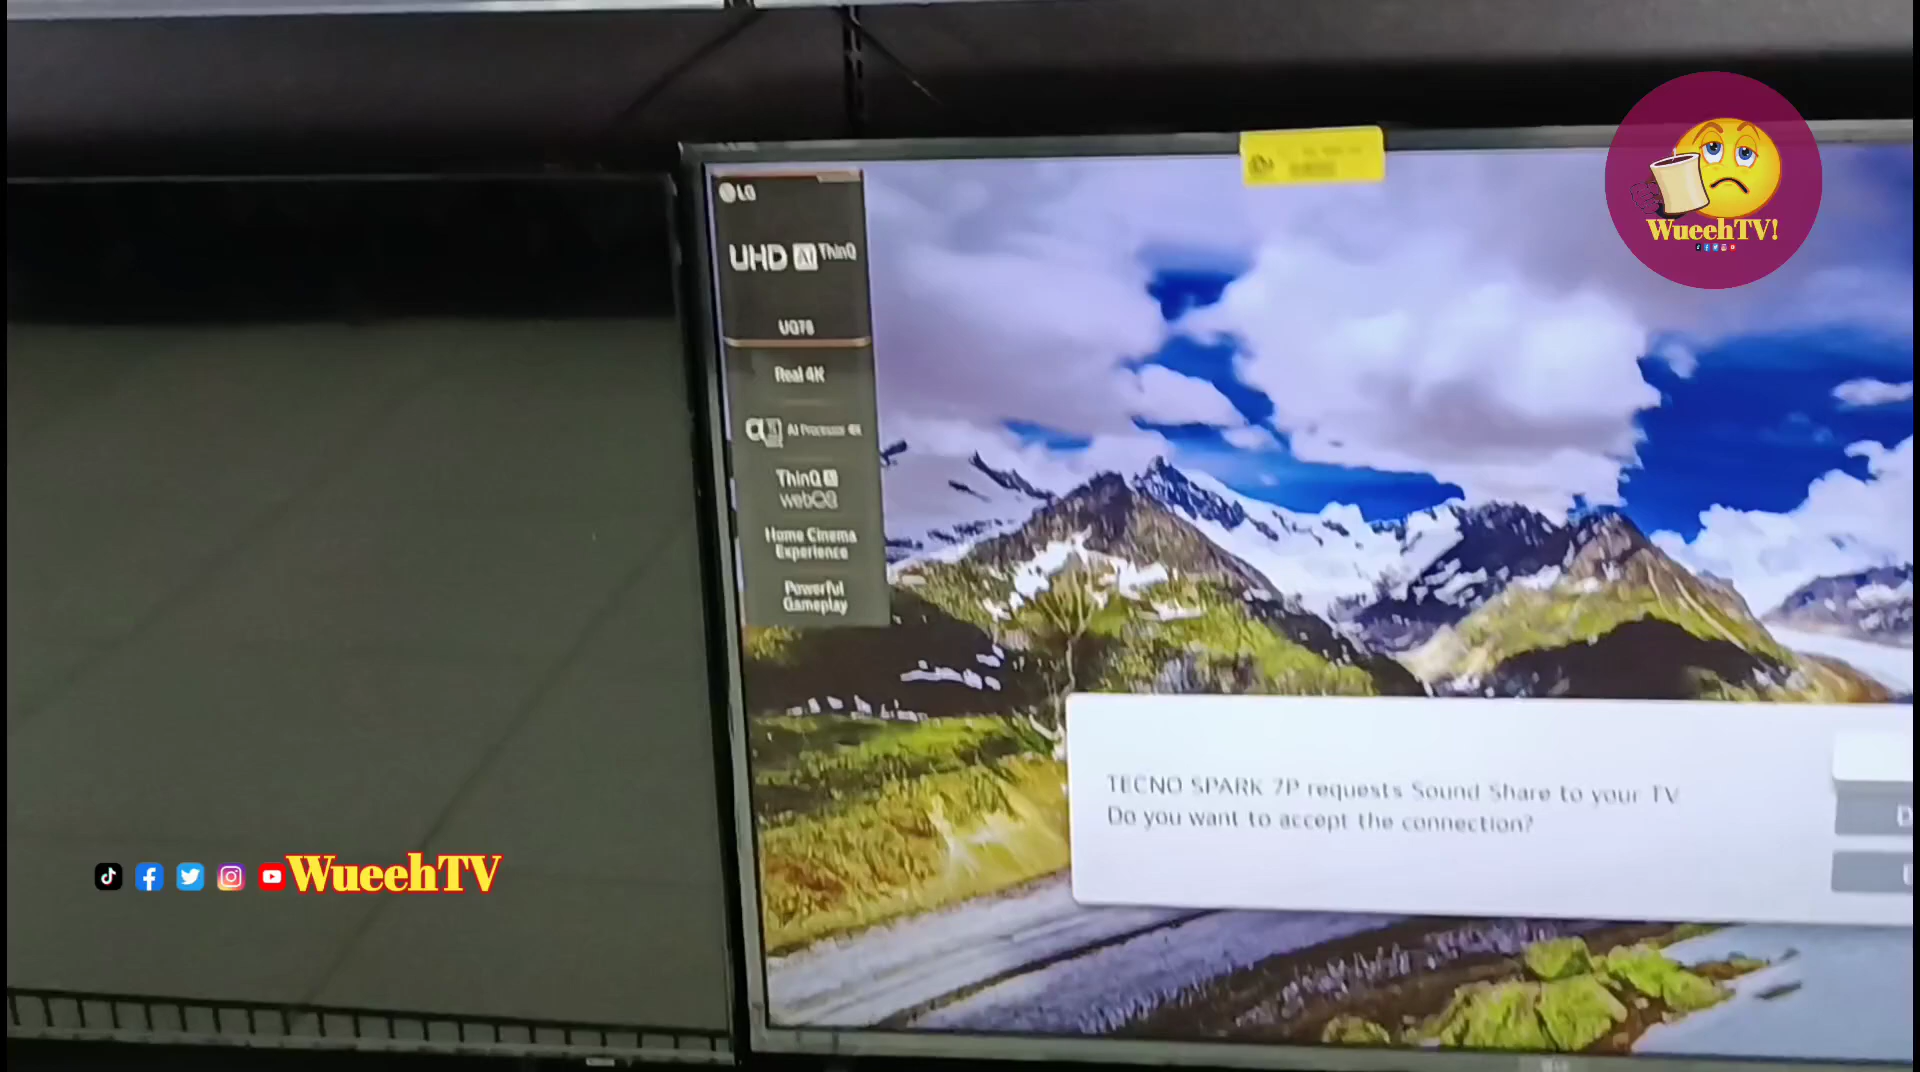 LG
UHD AI ThinQ
UQ78
Real 4K
AI Processor 4K
ThinQ AI
webOS
Home Cinema
Experience
Powerful
Gameplay
WueehTV!
TECNO SPARK 7P requests Sound Share to your TV
Do you want to accept the connection?
WueehTV